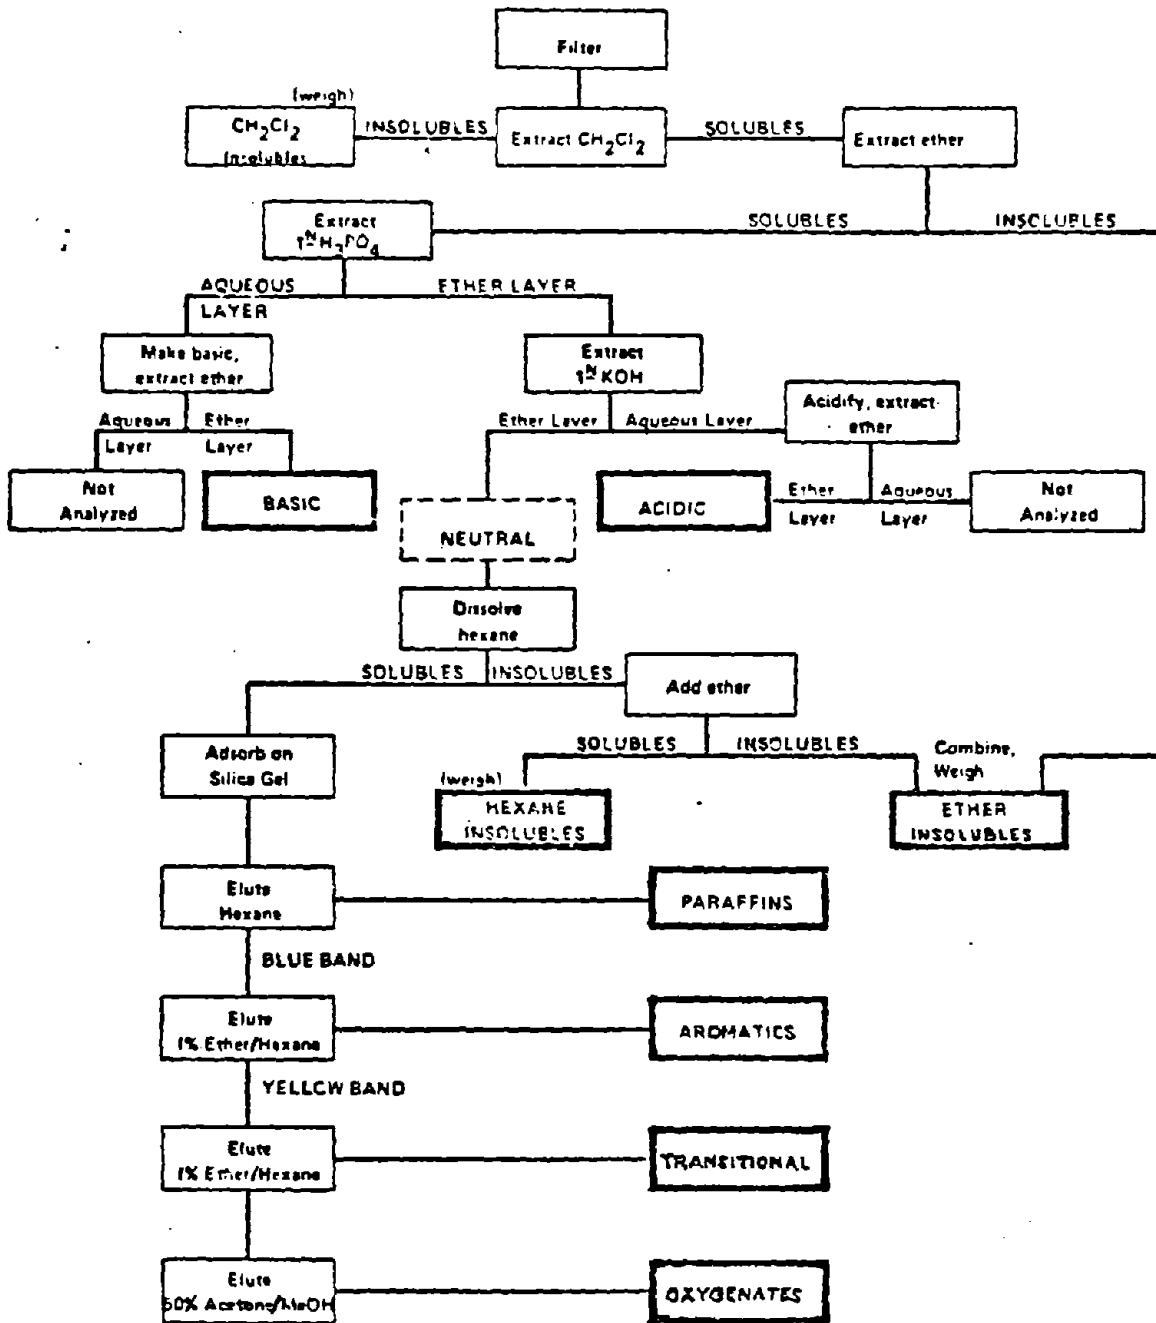 Filter
(weigh)
CH2Cl2
Insolubles
INSOLUBLES
Extract CH2Cl2
SOLUBLES
Extract ether
SOLUBLES
INSOLUBLES
Extract
1N H3PO4
AQUEOUS
LAYER
ETHER LAYER
Make basic,
extract ether
Extract
1N KOH
Acidify, extract
ether
Aqueous
Layer
Ether
Layer
Ether Layer
Aqueous Layer
Not
Analyzed
BASIC
NEUTRAL
ACIDIC
Ether
Layer
Aqueous
Layer
Not
Analyzed
Dissolve
hexane
SOLUBLES
INSOLUBLES
Add ether
Adsorb on
Silica Gel
SOLUBLES
INSOLUBLES
Combine,
Weigh
(weigh)
HEXANE
INSOLUBLES
ETHER
INSOLUBLES
Elute
Hexane
PARAFFINS
BLUE BAND
Elute
1% Ether/Hexane
AROMATICS
YELLOW BAND
Elute
1% Ether/Hexane
TRANSITIONAL
Elute
50% Acetone/MeOH
OXYGENATES